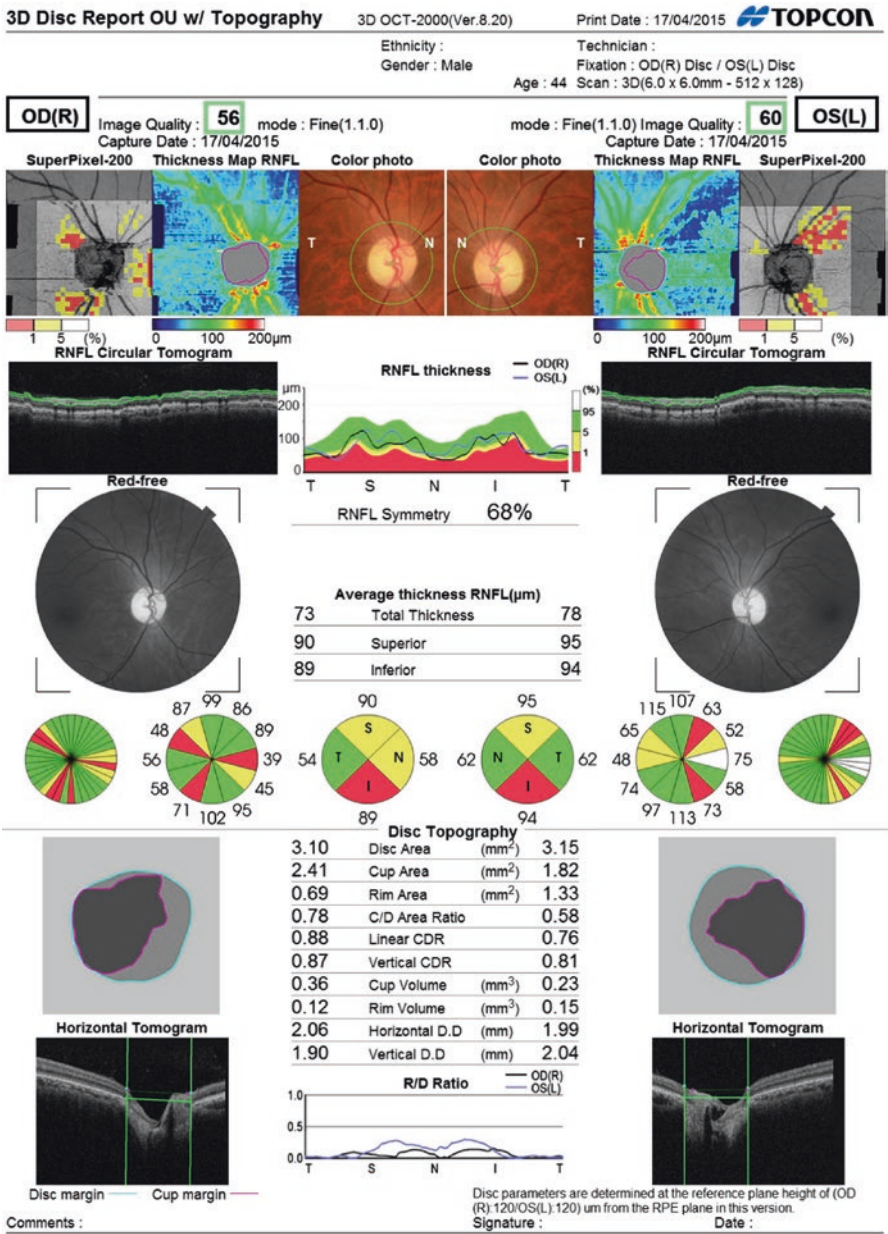 3D Disc Report OU w/ Topography 3D OCT-2000(Ver.8.20) Print Date : 17/04/2015 TOPCON
Ethnicity : Technician :
Gender : Male Fixation : OD(R) Disc / OS(L) Disc
Age : 44 Scan : 3D(6.0 x 6.0mm - 512 x 128)
OD(R) Image Quality : 56 mode : Fine(1.1.0) mode : Fine(1.1.0) Image Quality : 60 OS(L)
Capture Date : 17/04/2015 Capture Date : 17/04/2015
SuperPixel-200 Thickness Map RNFL Color photo Color photo Thickness Map RNFL SuperPixel-200
T N N T
1 5 (%) 0 100 200μm 0 100 200μm 1 5 (%)
RNFL Circular Tomogram RNFL Circular Tomogram
RNFL thickness OD(R)
OS(L)
μm (%)
200
95
100 5
1
0
T S N I T
Red-free Red-free
RNFL Symmetry 68%
Average thickness RNFL(μm)
73 Total Thickness 78
90 Superior 95
89 Inferior 94
87 99 86 90 95 115 107 63
48 89 S S 65 52
56 39 54 T N 58 62 N T 62 48 75
58 45 I I 74 58
71 102 95 89 94 97 113 73
Disc Topography
3.10 Disc Area (mm²) 3.15
2.41 Cup Area (mm²) 1.82
0.69 Rim Area (mm²) 1.33
0.78 C/D Area Ratio 0.58
0.88 Linear CDR 0.76
0.87 Vertical CDR 0.81
0.36 Cup Volume (mm³) 0.23
0.12 Rim Volume (mm³) 0.15
2.06 Horizontal D.D (mm) 1.99
1.90 Vertical D.D (mm) 2.04
Horizontal Tomogram Horizontal Tomogram
R/D Ratio OD(R)
OS(L)
1.0
0.5
0.0
T S N I T
Disc margin Cup margin
Disc parameters are determined at the reference plane height of (OD
(R):120/OS(L):120) um from the RPE plane in this version.
Comments : Signature : Date :